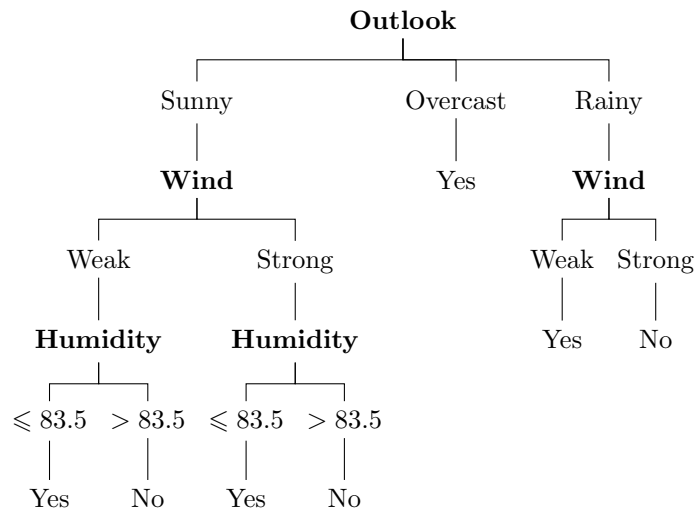 Outlook
Sunny Overcast Rainy
Wind Yes Wind
Weak Strong Weak Strong
Humidity Humidity Yes No
⩽ 83.5 > 83.5 ⩽ 83.5 > 83.5
Yes No Yes No